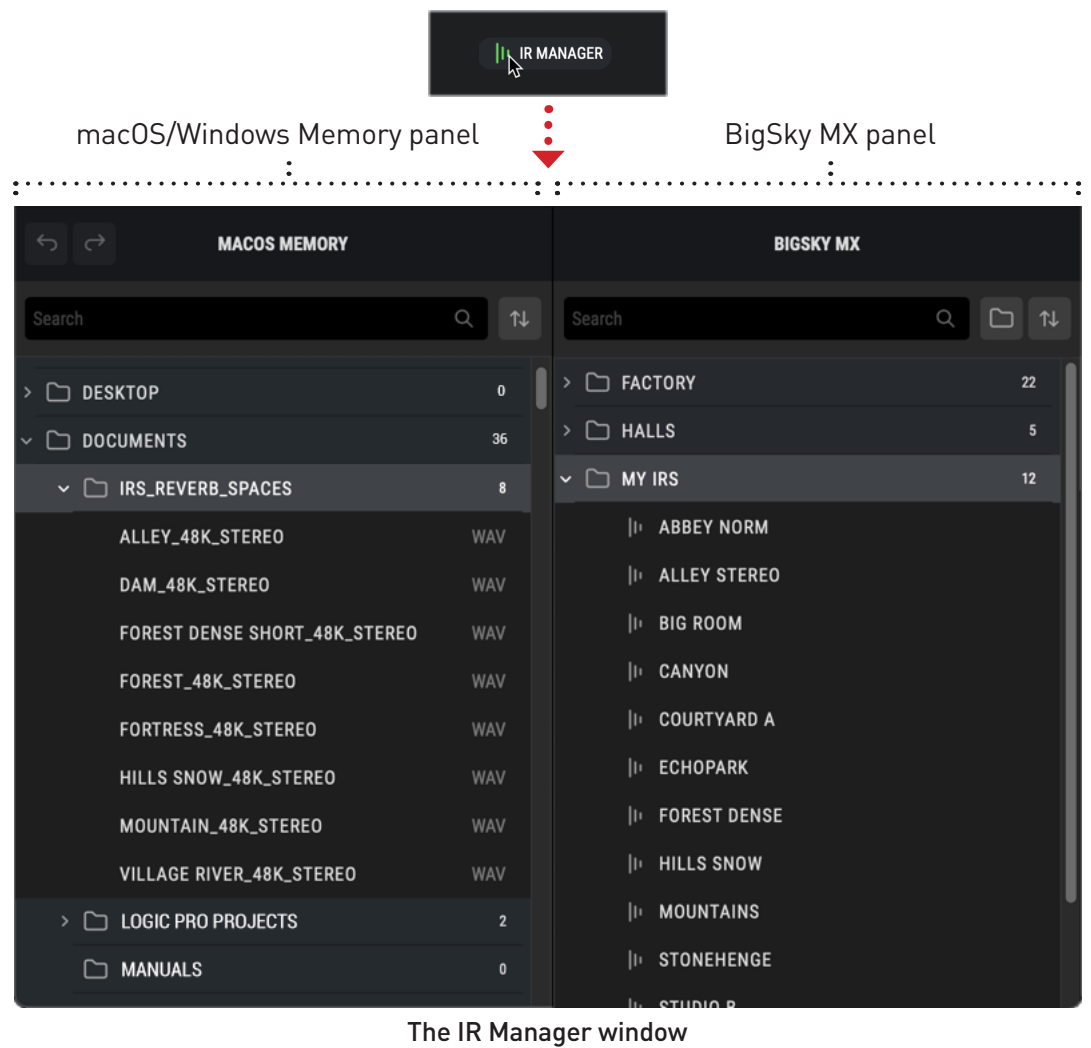 IR MANAGER
macOS/Windows Memory panel
BigSky MX panel
MACOS MEMORY
Search
DESKTOP 0
DOCUMENTS 36
IRS_REVERB_SPACES 8
ALLEY_48K_STEREO WAV
DAM_48K_STEREO WAV
FOREST DENSE SHORT_48K_STEREO WAV
FOREST_48K_STEREO WAV
FORTRESS_48K_STEREO WAV
HILLS SNOW_48K_STEREO WAV
MOUNTAIN_48K_STEREO WAV
VILLAGE RIVER_48K_STEREO WAV
LOGIC PRO PROJECTS 2
MANUALS 0
BIGSKY MX
Search
FACTORY 22
HALLS 5
MY IRS 12
ABBEY NORM
ALLEY STEREO
BIG ROOM
CANYON
COURTYARD A
ECHOPARK
FOREST DENSE
HILLS SNOW
MOUNTAINS
STONEHENGE
STUDIO B
The IR Manager window